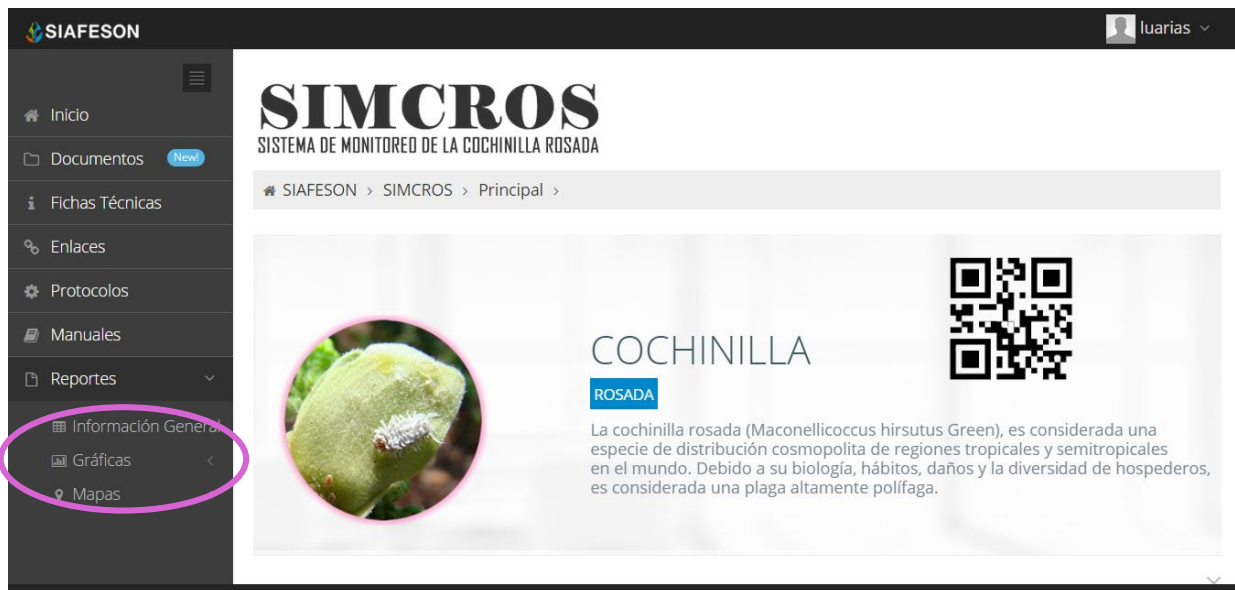 SIAFESON
luarias
Inicio
Documentos New!
Fichas Técnicas
Enlaces
Protocolos
Manuales
Reportes
Información General
Gráficas
Mapas
SIMCROS
SISTEMA DE MONITOREO DE LA COCHINILLA ROSADA
SIAFESON > SIMCROS > Principal >
COCHINILLA
ROSADA
La cochinilla rosada (Maconellicoccus hirsutus Green), es considerada una
especie de distribución cosmopolita de regiones tropicales y semitropicales
en el mundo. Debido a su biología, hábitos, daños y la diversidad de hospederos,
es considerada una plaga altamente polífaga.